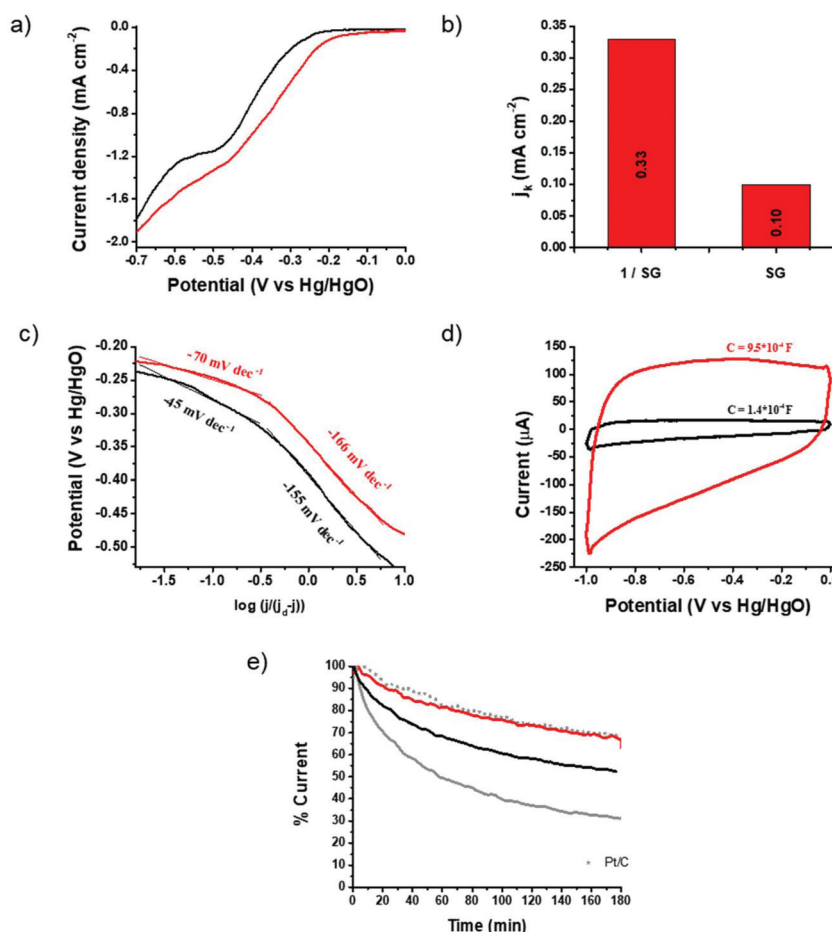 a)
0.0
-0.4
-0.8
-1.2
-1.6
-2.0
Current density (mA cm⁻²)
-0.7 -0.6 -0.5 -0.4 -0.3 -0.2 -0.1 0.0
Potential (V vs Hg/HgO)
b)
0.35
0.30
0.25
0.20
0.15
0.10
0.05
0.00
jₖ (mA cm⁻²)
0.33
0.10
1 / SG SG
c)
-0.20
-0.25
-0.30
-0.35
-0.40
-0.45
-0.50
Potential (V vs Hg/HgO)
-70 mV dec⁻¹
-45 mV dec⁻¹
-166 mV dec⁻¹
-155 mV dec⁻¹
-1.5 -1.0 -0.5 0.0 0.5 1.0
log (j/(j_d-j))
d)
150
100
50
0
-50
-100
-150
-200
-250
Current (μA)
C = 9.5*10⁻⁴ F
C = 1.4*10⁻⁴ F
-1.0 -0.8 -0.6 -0.4 -0.2
Potential (V vs Hg/HgO)
e)
100
90
80
70
60
50
40
30
20
10
0
% Current
Pt/C
0 20 40 60 80 100 120 140 160 180
Time (min)